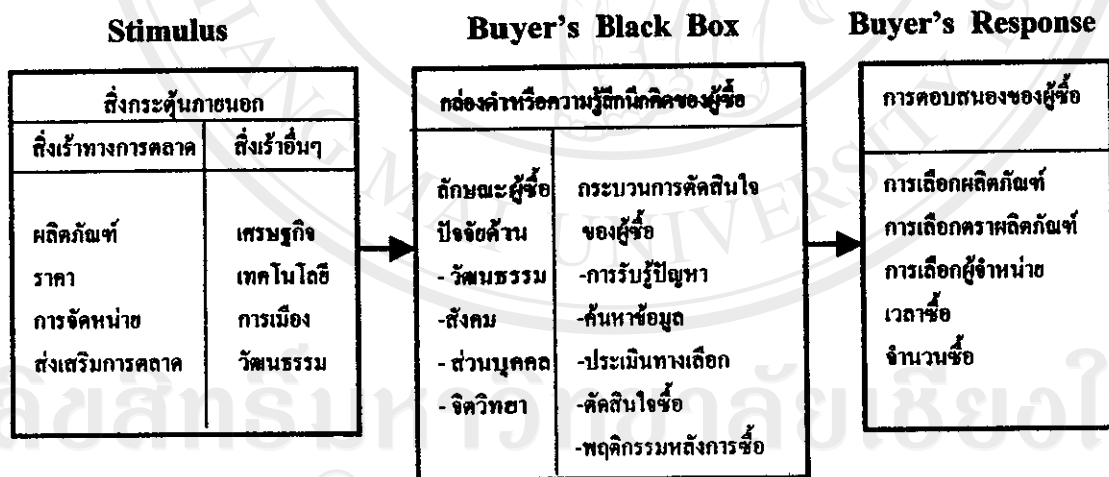 Stimulus
Buyer's Black Box
Buyer's Response
สิ่งกระตุ้นภายนอก
สิ่งเร้าทางการตลาด
สิ่งเร้าอื่นๆ
ผลิตภัณฑ์
เศรษฐกิจ
ราคา
เทคโนโลยี
การจัดหน่าย
การเมือง
ส่งเสริมการตลาด
วัฒนธรรม
กล่องดำหรือความรู้สึกนึกคิดของผู้ซื้อ
ลักษณะผู้ซื้อ
ปัจจัยด้าน
- วัฒนธรรม
-สังคม
- ส่วนบุคคล
- จิตวิทยา
กระบวนการตัดสินใจ
ของผู้ซื้อ
-การรับรู้ปัญหา
-ค้นหาข้อมูล
-ประเมินทางเลือก
-ตัดสินใจซื้อ
-พฤติกรรมหลังการซื้อ
การตอบสนองของผู้ซื้อ
การเลือกผลิตภัณฑ์
การเลือกตราผลิตภัณฑ์
การเลือกผู้จำหน่าย
เวลาซื้อ
จำนวนซื้อ